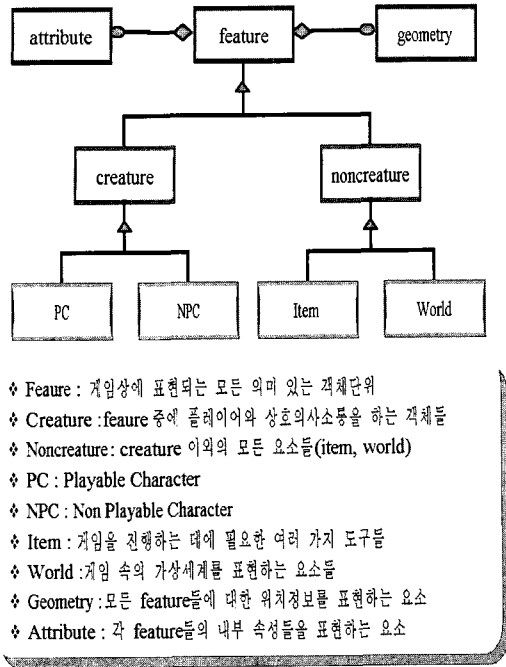 attribute feature geometry
creature noncreature
PC NPC Item World
❖ Feaure : 게임상에 표현되는 모든 의미 있는 객체단위
❖ Creature :feaure 중에 플레이어와 상호의사소통을 하는 객체들
❖ Noncreature: creature 이외의 모든 요소들(item, world)
❖ PC : Playable Character
❖ NPC : Non Playable Character
❖ Item : 게임을 진행하는 대에 필요한 여러 가지 도구들
❖ World :게임 속의 가상세계를 표현하는 요소들
❖ Geometry :모든 feature들에 대한 위치정보를 표현하는 요소
❖ Attribute : 각 feature들의 내부 속성들을 표현하는 요소